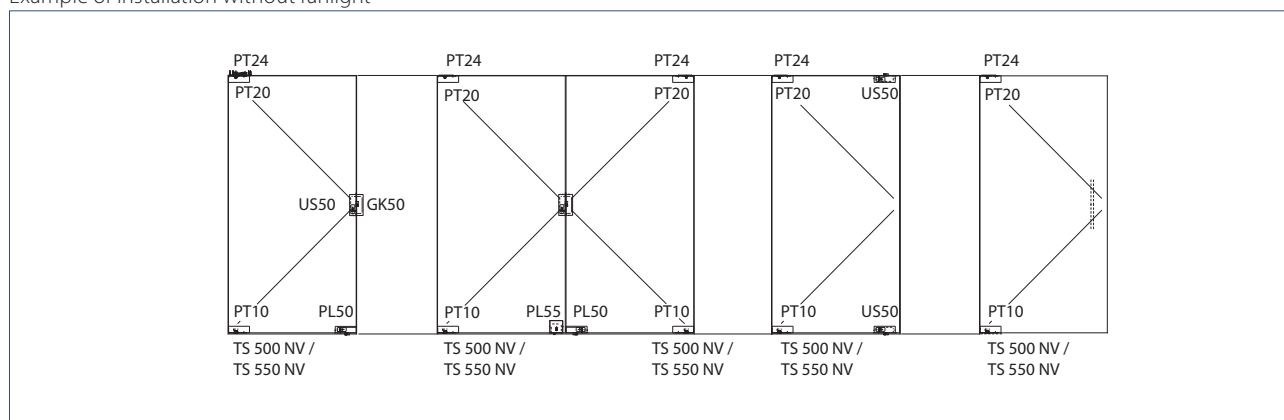 Example of installation without fanlight
PT24 PT24 PT24 PT24 PT24
PT20 PT20 PT20 PT20 US50 PT20
US50 GK50
PT10 PL50 PT10 PL55 PL50 PT10 PT10 US50 PT10
TS 500 NV / TS 500 NV / TS 500 NV / TS 500 NV / TS 500 NV /
TS 550 NV TS 550 NV TS 550 NV TS 550 NV TS 550 NV